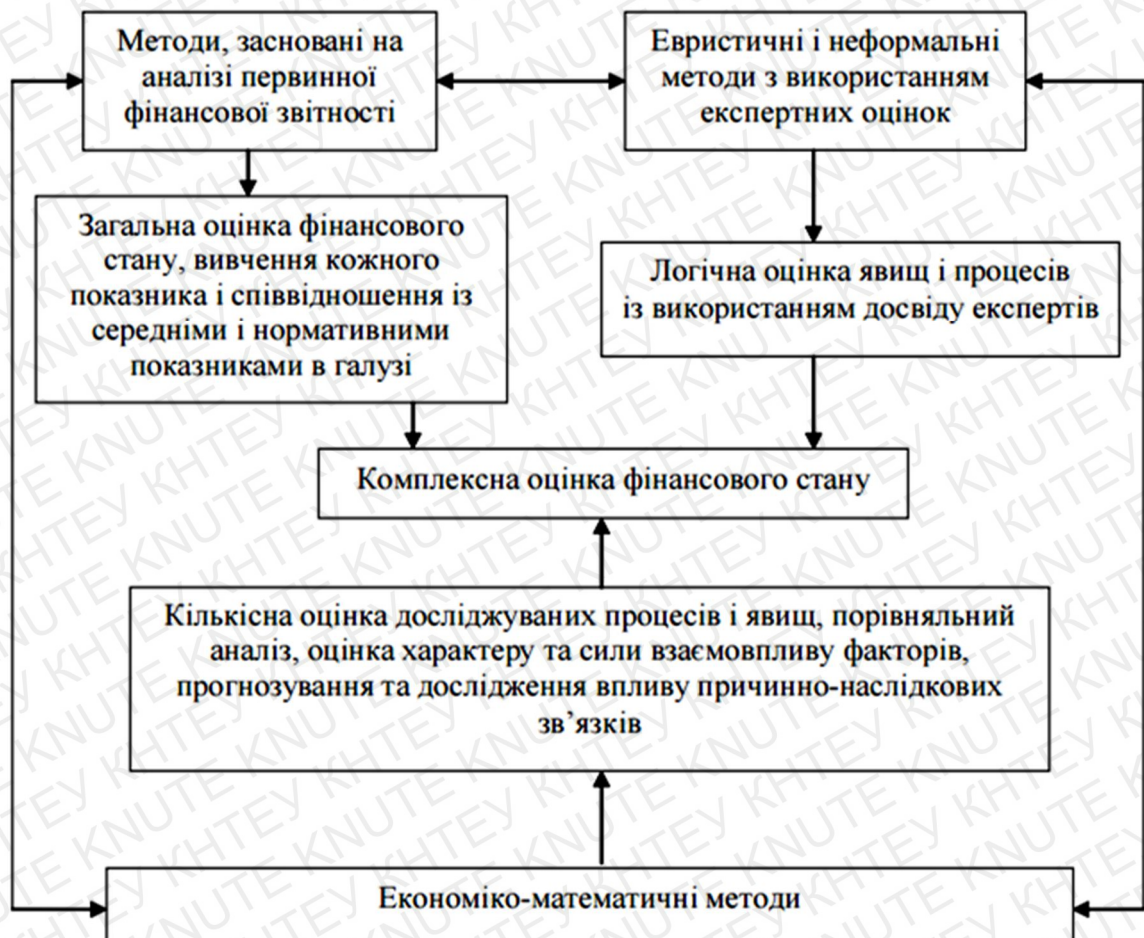 Методи, засновані на
аналізі первинної
фінансової звітності
Евристичні і неформальні
методи з використанням
експертних оцінок
Загальна оцінка фінансового
стану, вивчення кожного
показника і співвідношення із
середніми і нормативними
показниками в галузі
Логічна оцінка явищ і процесів
із використанням досвіду експертів
Комплексна оцінка фінансового стану
Кількісна оцінка досліджуваних процесів і явищ, порівняльний
аналіз, оцінка характеру та сили взаємовпливу факторів,
прогнозування та дослідження впливу причинно-наслідкових
зв’язків
Економіко-математичні методи
КНТЕУ KNUTE